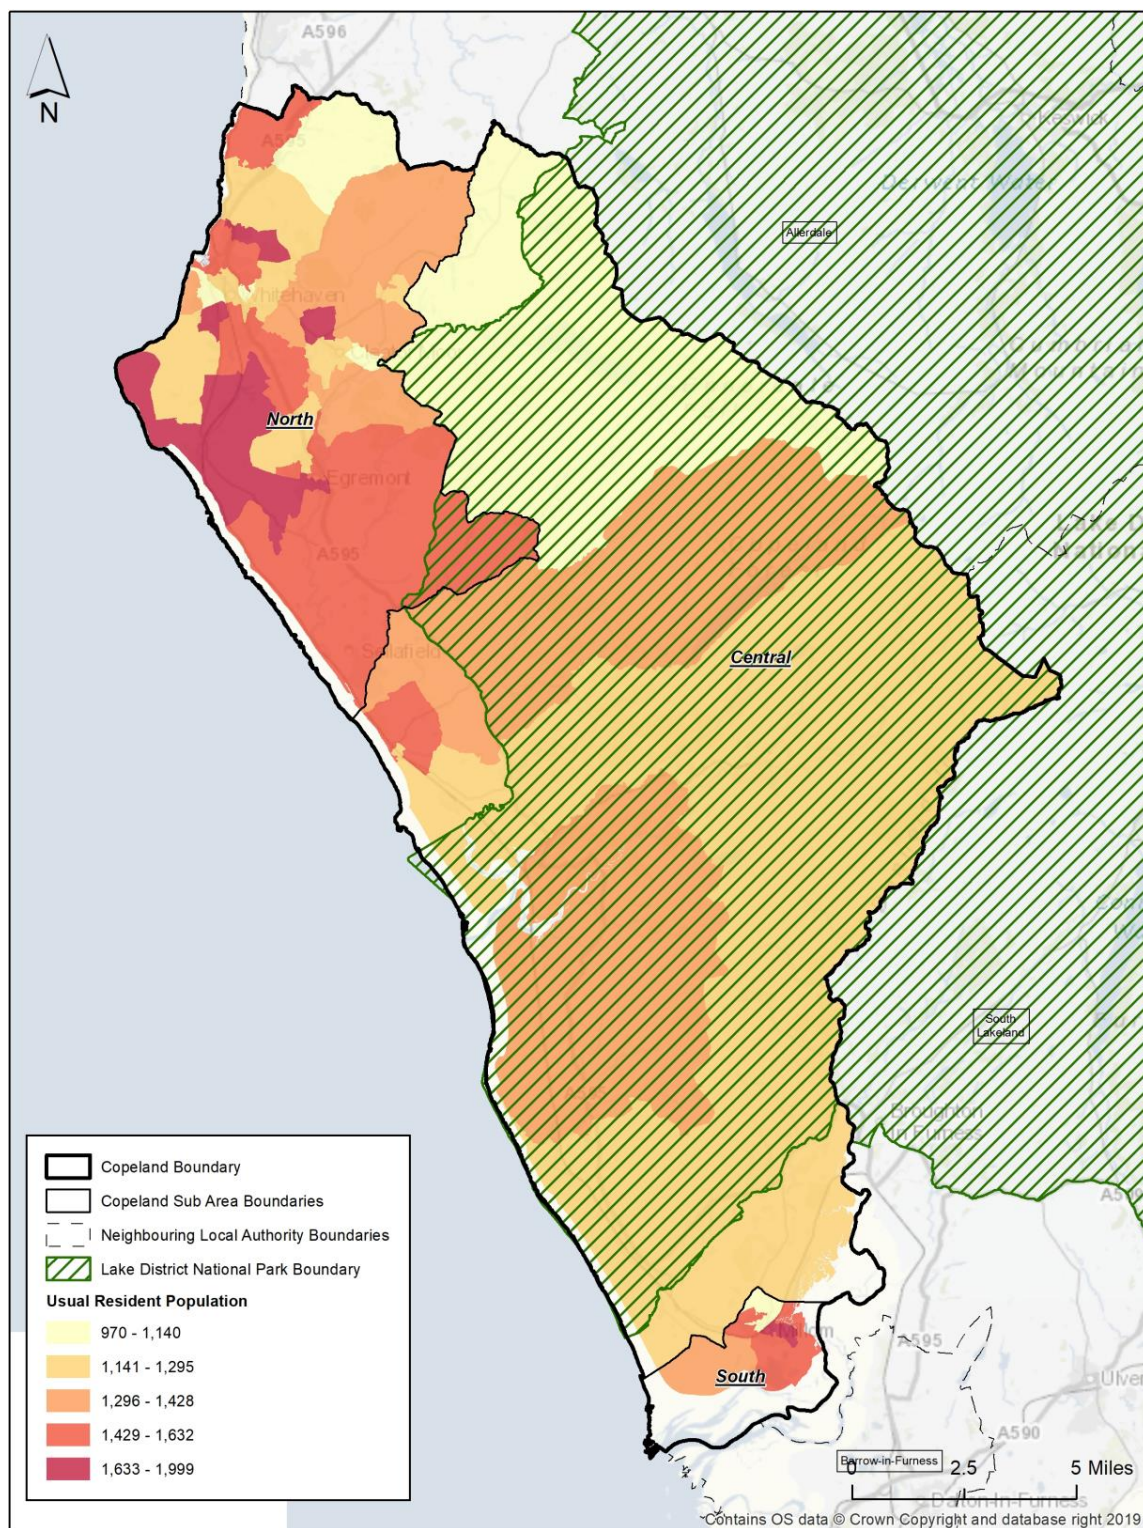 A596
N
A595
Keswick
Derwent Water
Allerdale
Whitehaven
North
Egremont
A595
Sellafield
Central
South
Lakeland
Broughton
in Furness
Millom
A595
South
A590
Barrow-in-Furness
0 2.5 5 Miles
Dalton-In-Furness
Copeland Boundary
Copeland Sub Area Boundaries
Neighbouring Local Authority Boundaries
Lake District National Park Boundary
Usual Resident Population
970 - 1,140
1,141 - 1,295
1,296 - 1,428
1,429 - 1,632
1,633 - 1,999
Contains OS data © Crown Copyright and database right 2019